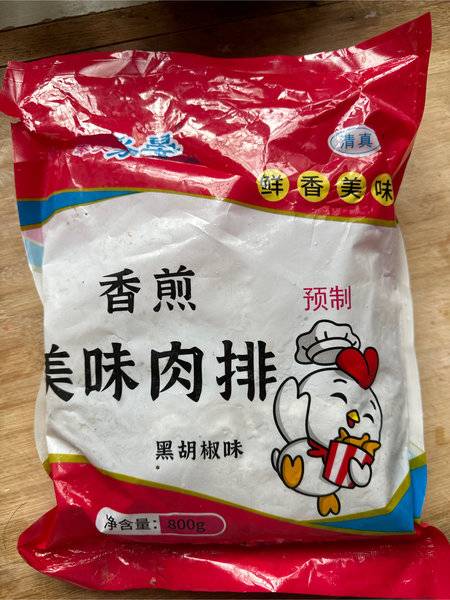 清真
鲜香美味
香煎
预制
美味肉排
黑胡椒味
净含量：800g